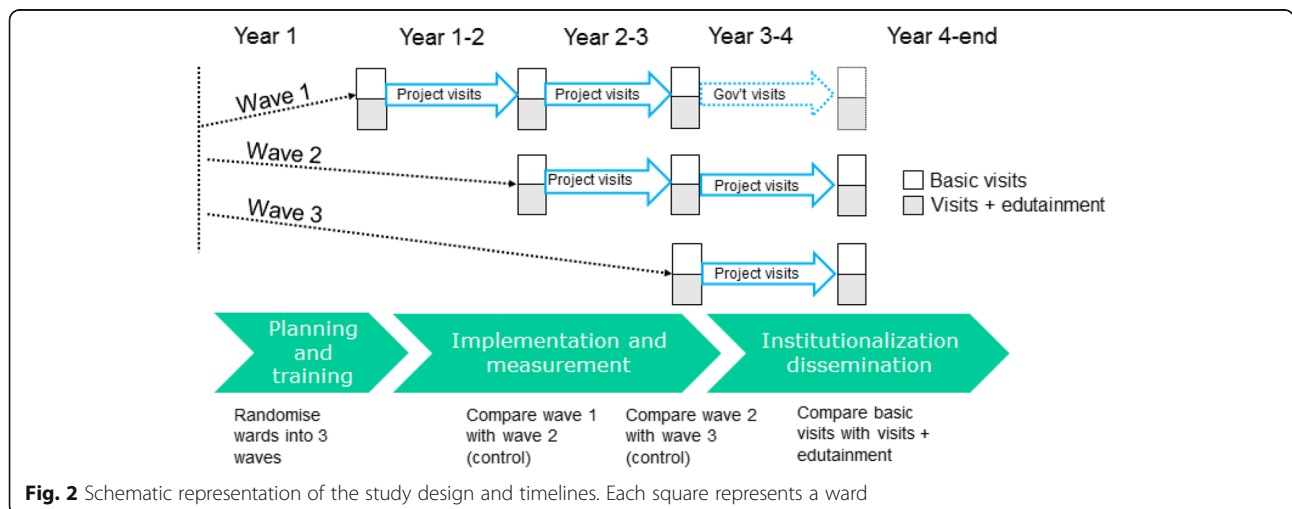 Year 1 Year 1-2 Year 2-3 Year 3-4 Year 4-end
Wave 1
Project visits Project visits Gov't visits
Wave 2
Project visits Project visits
Basic visits
Visits + edutainment
Wave 3
Project visits
Planning
and
training
Implementation and
measurement
Institutionalization
dissemination
Randomise
wards into 3
waves
Compare wave 1
with wave 2
(control)
Compare wave 2
with wave 3
(control)
Compare basic
visits with visits +
edutainment
Fig. 2 Schematic representation of the study design and timelines. Each square represents a ward